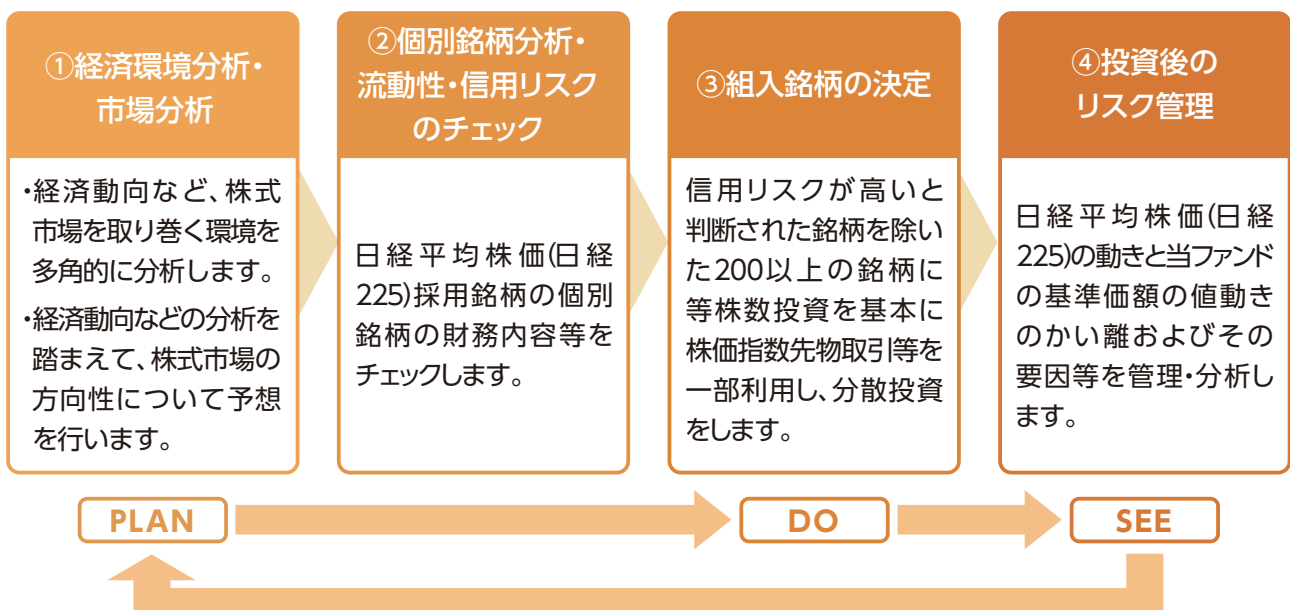 ①経済環境分析・
市場分析
・経済動向など、株式
市場を取り巻く環境を
多角的に分析します。
・経済動向などの分析を
踏まえて、株式市場の
方向性について予想
を行います。
②個別銘柄分析・
流動性・信用リスク
のチェック
日経平均株価(日経
225)採用銘柄の個別
銘柄の財務内容等を
チェックします。
③組入銘柄の決定
信用リスクが高いと
判断された銘柄を除い
た200以上の銘柄に
等株数投資を基本に
株価指数先物取引等を
一部利用し、分散投資
をします。
④投資後の
リスク管理
日経平均株価(日経
225)の動きと当ファンド
の基準価額の値動き
のかい離およびその
要因等を管理・分析し
ます。
PLAN
DO
SEE